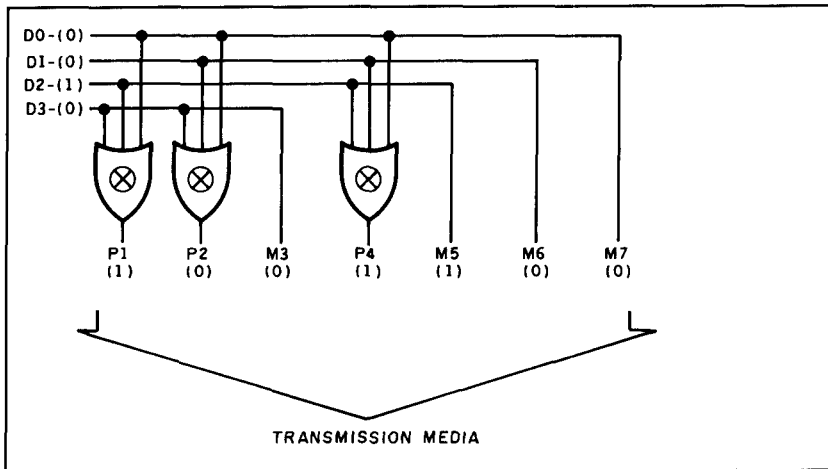 D0-(0)
D1-(0)
D2-(1)
D3-(0)
P1 P2 M3 P4 M5 M6 M7
(1) (0) (0) (1) (1) (0) (0)
TRANSMISSION MEDIA